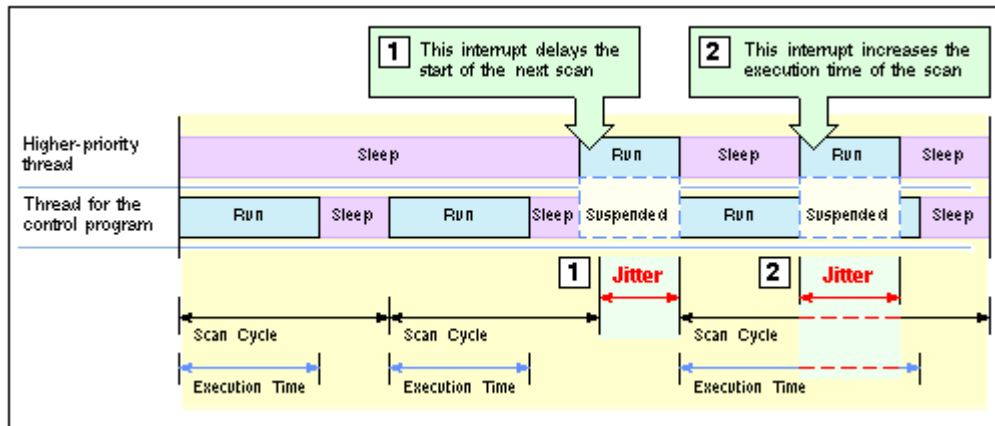 1 This interrupt delays the
start of the next scan
2 This interrupt increases the
execution time of the scan
Higher-priority
thread
Sleep Run Sleep Run Sleep
Thread for the
control program
Run Sleep Run Sleep Suspended Run Suspended Sleep
1 Jitter 2 Jitter
Scan Cycle Scan Cycle Scan Cycle
Execution Time Execution Time Execution Time